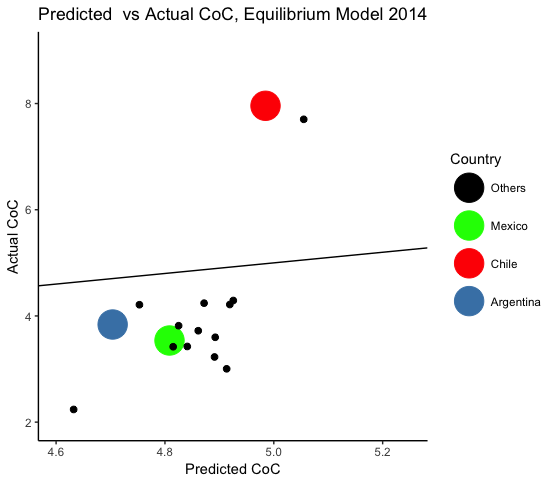 Predicted  vs Actual CoC, Equilibrium Model 2014
Actual CoC
8
6
4
2
4.6
4.8
5.0
5.2
Predicted CoC
Country
Others
Mexico
Chile
Argentina